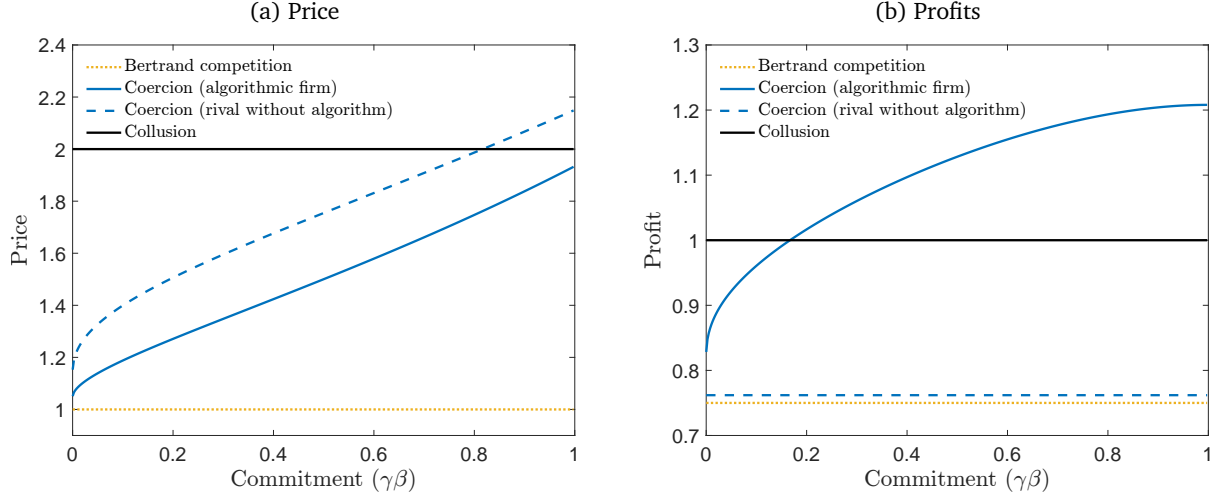 (a) Price
2.4
2.2
2
1.8
1.6
1.4
1.2
1
Price
Bertrand competition
Coercion (algorithmic firm)
Coercion (rival without algorithm)
Collusion
0
0.2
0.4
0.6
0.8
1
Commitment (γβ)
(b) Profits
1.3
1.2
1.1
1
0.9
0.8
0.7
Profit
Bertrand competition
Coercion (algorithmic firm)
Coercion (rival without algorithm)
Collusion
0
0.2
0.4
0.6
0.8
1
Commitment (γβ)